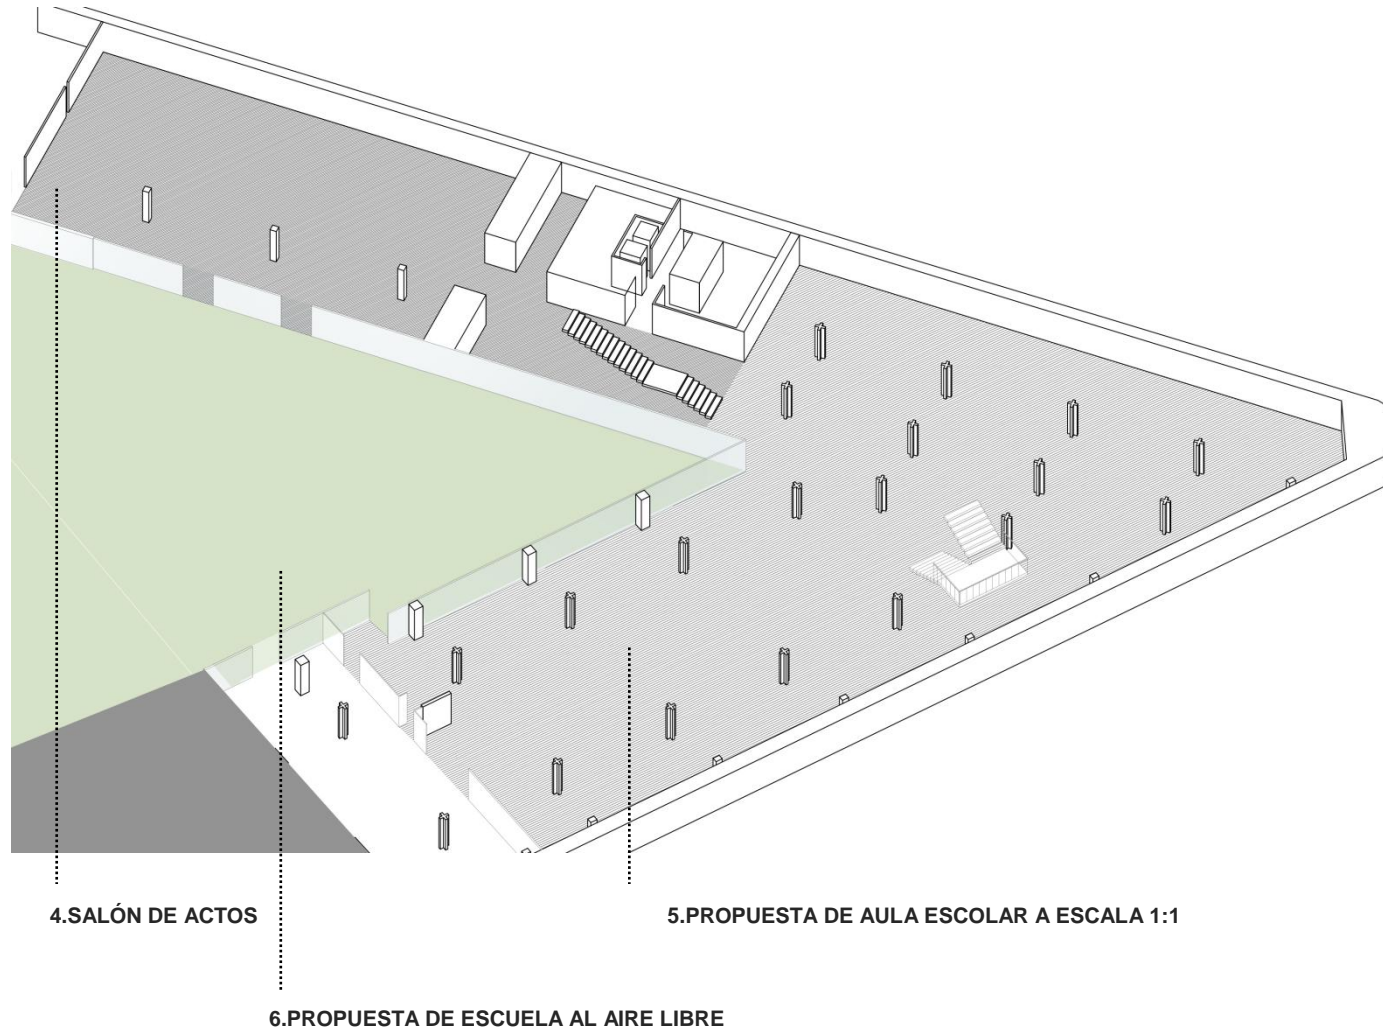 4.SALÓN DE ACTOS
5.PROPUESTA DE AULA ESCOLAR A ESCALA 1:1
6.PROPUESTA DE ESCUELA AL AIRE LIBRE